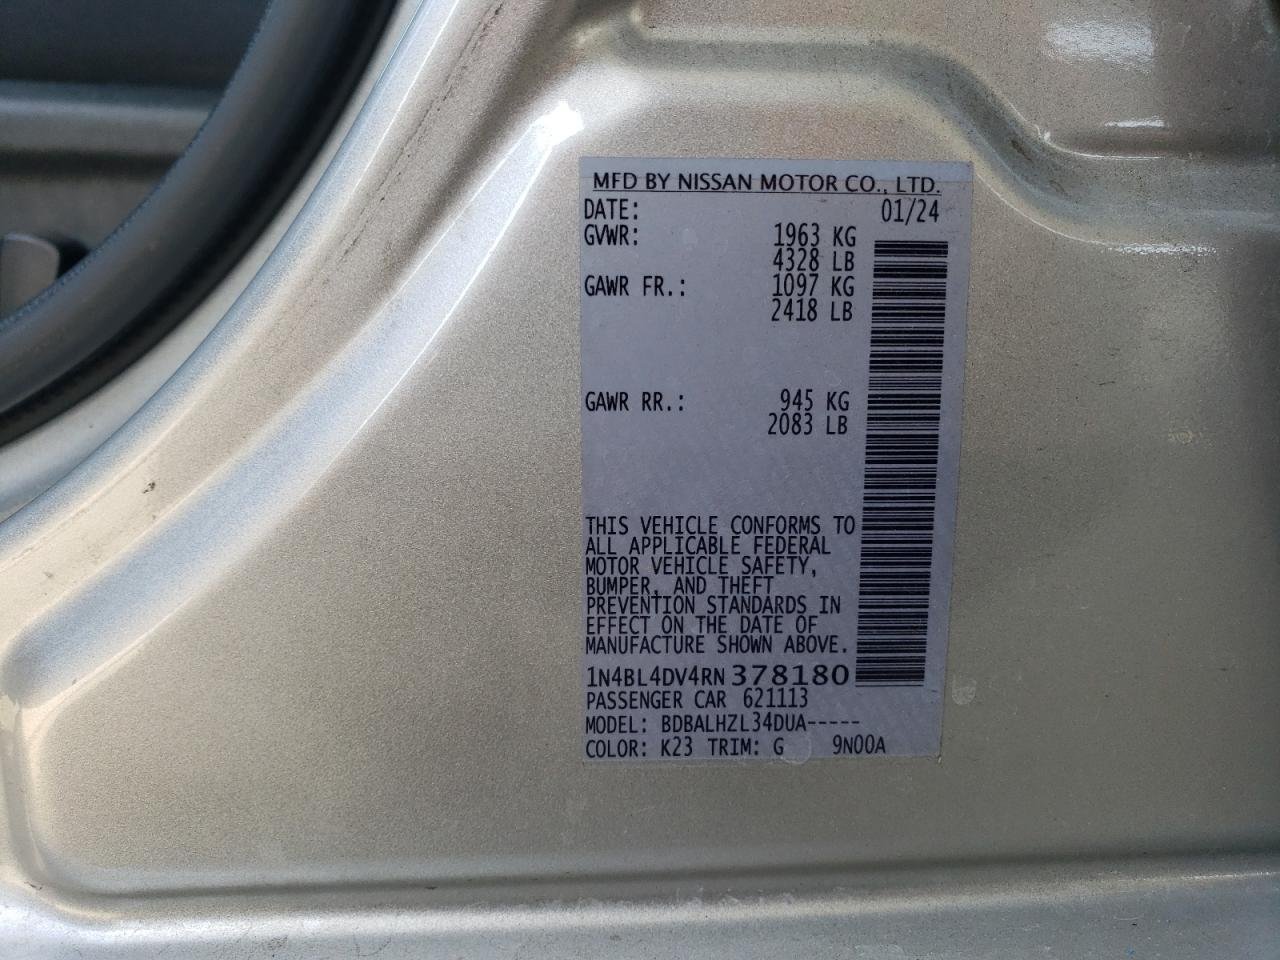 MFD BY NISSAN MOTOR CO., LTD.
DATE: 01/24
GVWR: 1963 KG
4328 LB
GAWR FR.: 1097 KG
2418 LB
GAWR RR.: 945 KG
2083 LB
THIS VEHICLE CONFORMS TO
ALL APPLICABLE FEDERAL
MOTOR VEHICLE SAFETY,
BUMPER, AND THEFT
PREVENTION STANDARDS IN
EFFECT ON THE DATE OF
MANUFACTURE SHOWN ABOVE.
1N4BL4DV4RN378180
PASSENGER CAR 621113
MODEL: BDBALHZL34DUA-----
COLOR: K23 TRIM: G 9N00A